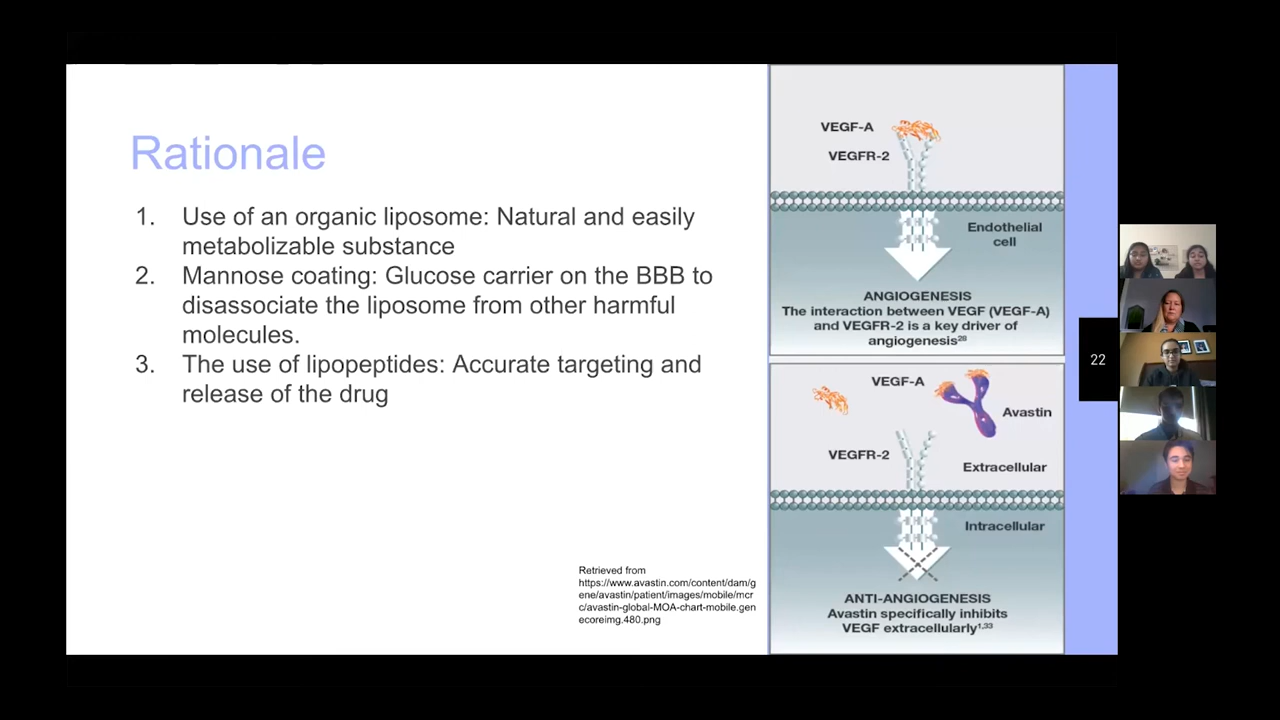 Rationale
1. Use of an organic liposome: Natural and easily
metabolizable substance
2. Mannose coating: Glucose carrier on the BBB to
disassociate the liposome from other harmful
molecules.
3. The use of lipopeptides: Accurate targeting and
release of the drug
Retrieved from
https://www.avastin.com/content/dam/g
ene/avastin/patient/images/mobile/mcr
c/avastin-global-MOA-chart-mobile.gen
ecoreimg.480.png
VEGF-A
VEGFR-2
Endothelial
cell
ANGIOGENESIS
The interaction between VEGF (VEGF-A)
and VEGFR-2 is a key driver of
angiogenesis28
VEGF-A
Avastin
VEGFR-2
Extracellular
Intracellular
ANTI-ANGIOGENESIS
Avastin specifically inhibits
VEGF extracellularly1,33
22